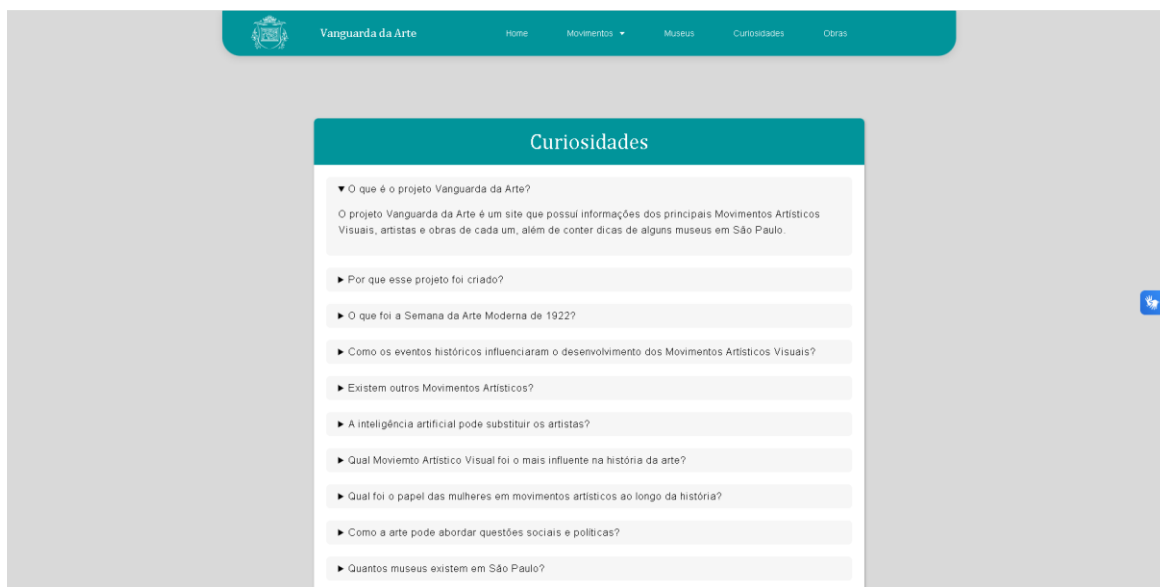 Vanguarda da Arte Home Movimentos Museus Curiosidades Obras
Curiosidades
O que é o projeto Vanguarda da Arte?
O projeto Vanguarda da Arte é um site que possuí informações dos principais Movimentos Artísticos
Visuais, artistas e obras de cada um, além de conter dicas de alguns museus em São Paulo.
Por que esse projeto foi criado?
O que foi a Semana da Arte Moderna de 1922?
Como os eventos históricos influenciaram o desenvolvimento dos Movimentos Artísticos Visuais?
Existem outros Movimentos Artísticos?
A inteligência artificial pode substituir os artistas?
Qual Moviemto Artístico Visual foi o mais influente na história da arte?
Qual foi o papel das mulheres em movimentos artísticos ao longo da história?
Como a arte pode abordar questões sociais e políticas?
Quantos museus existem em São Paulo?